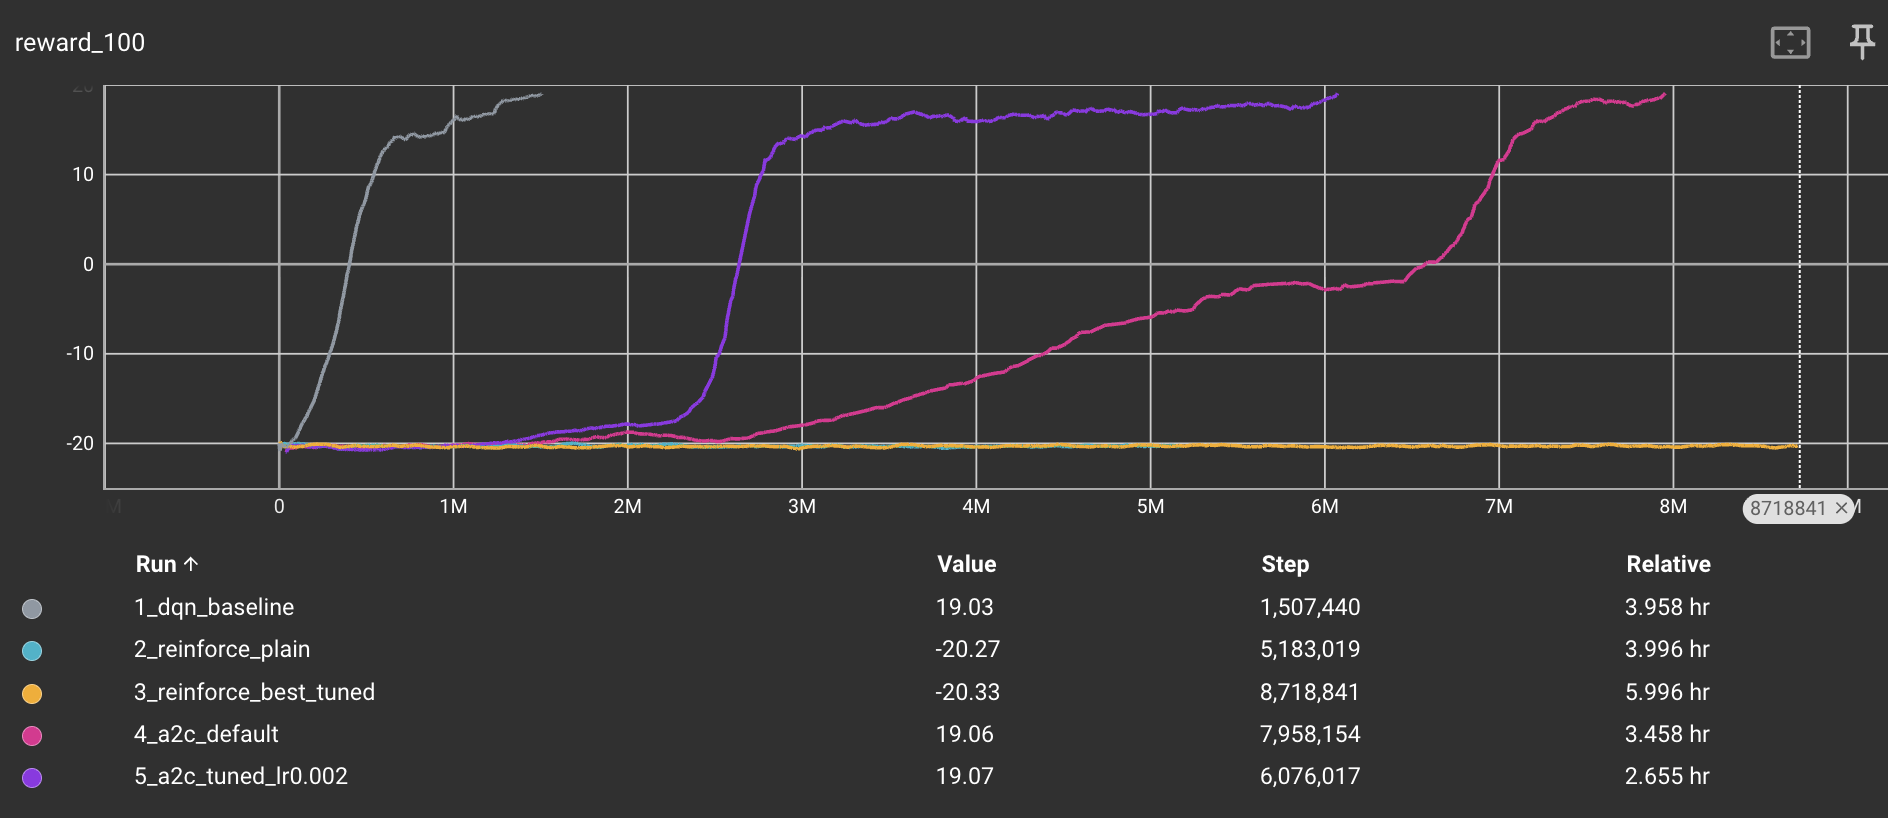 reward_100
20
10
0
-10
-20
0 1M 2M 3M 4M 5M 6M 7M 8M 8718841 ×
Run ↑ Value Step Relative
1_dqn_baseline 19.03 1,507,440 3.958 hr
2_reinforce_plain -20.27 5,183,019 3.996 hr
3_reinforce_best_tuned -20.33 8,718,841 5.996 hr
4_a2c_default 19.06 7,958,154 3.458 hr
5_a2c_tuned_lr0.002 19.07 6,076,017 2.655 hr